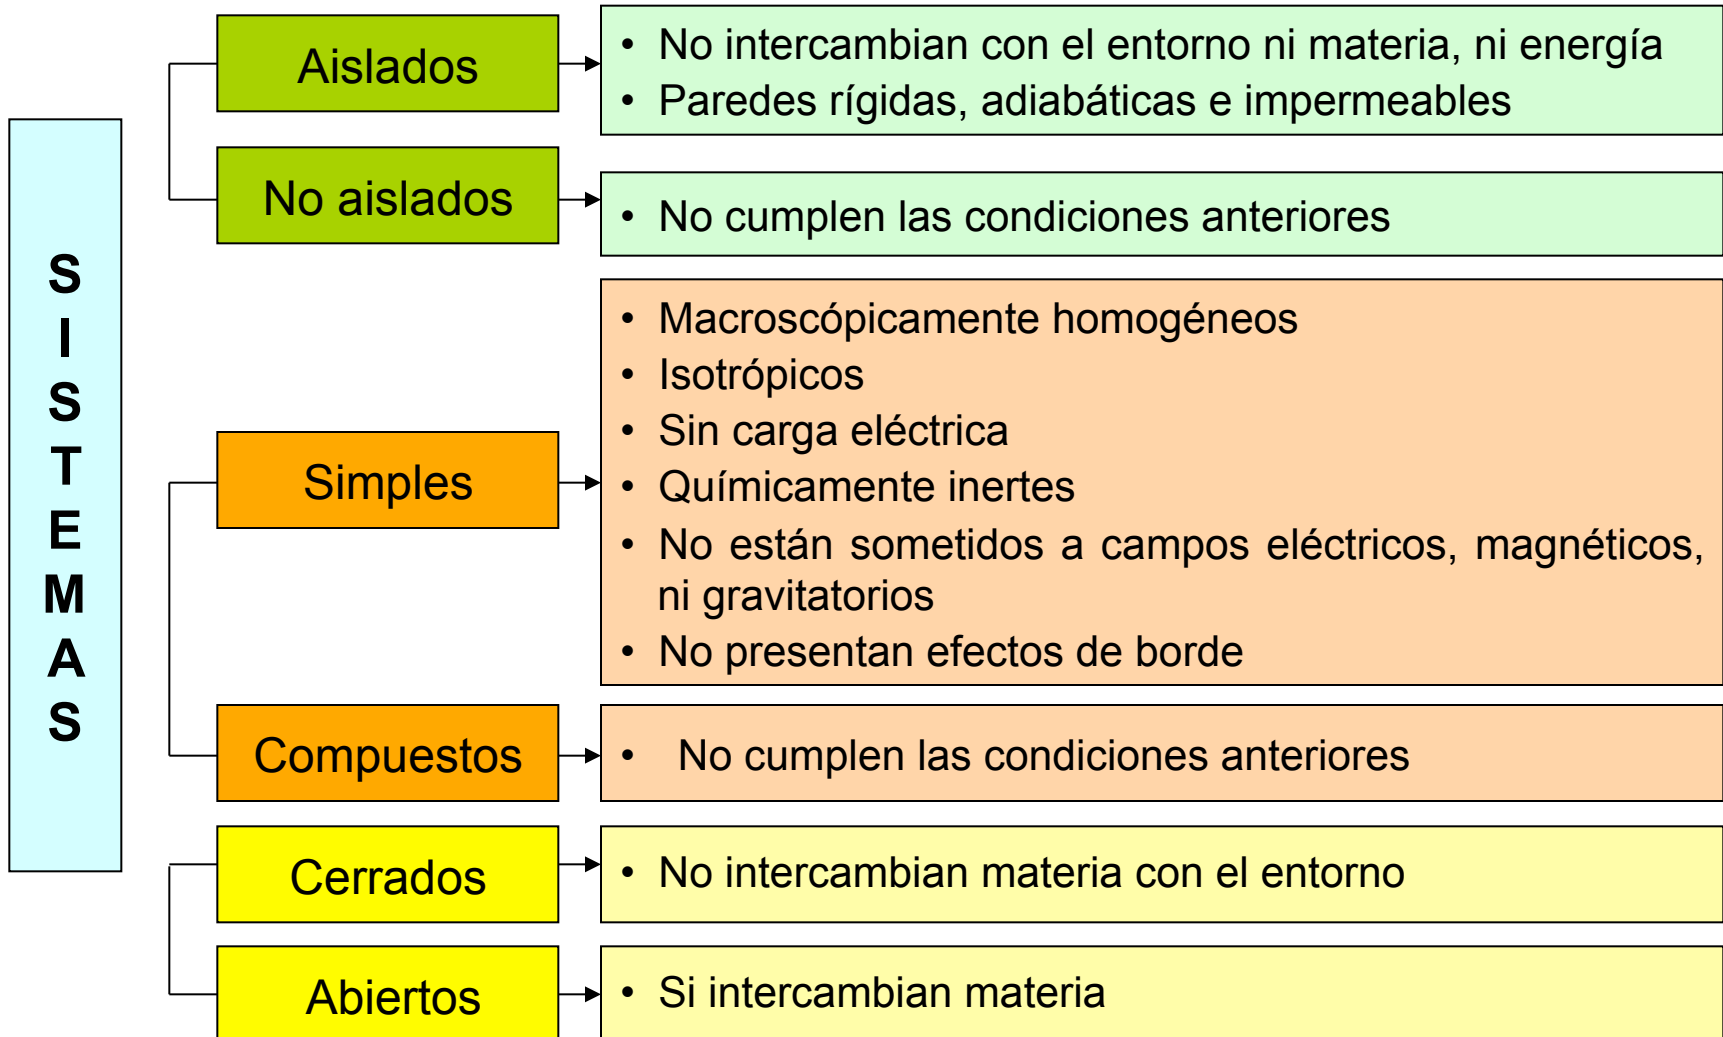 SISTEMAS
Aislados
• No intercambian con el entorno ni materia, ni energía
• Paredes rígidas, adiabáticas e impermeables
No aislados
• No cumplen las condiciones anteriores
Simples
• Macroscópicamente homogéneos
• Isotrópicos
• Sin carga eléctrica
• Químicamente inertes
• No están sometidos a campos eléctricos, magnéticos,
ni gravitatorios
• No presentan efectos de borde
Compuestos
• No cumplen las condiciones anteriores
Cerrados
• No intercambian materia con el entorno
Abiertos
• Si intercambian materia